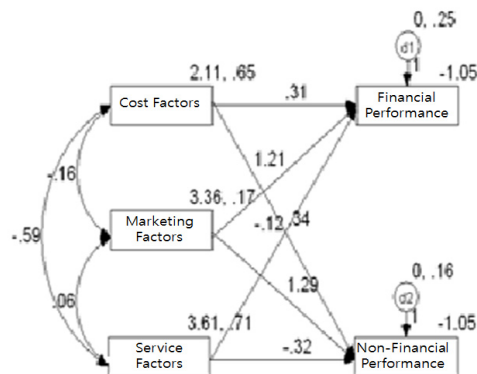 0, .25
d1
1
2.11, .65
-1.05
Cost Factors
.31
Financial
Performance
-.16
1.21
3.36, .17
-.12
.34
Marketing
Factors
-.59
1.29
0, .16
d2
.06
1
3.61, .71
-1.05
Service
Factors
-.32
Non-Financial
Performance